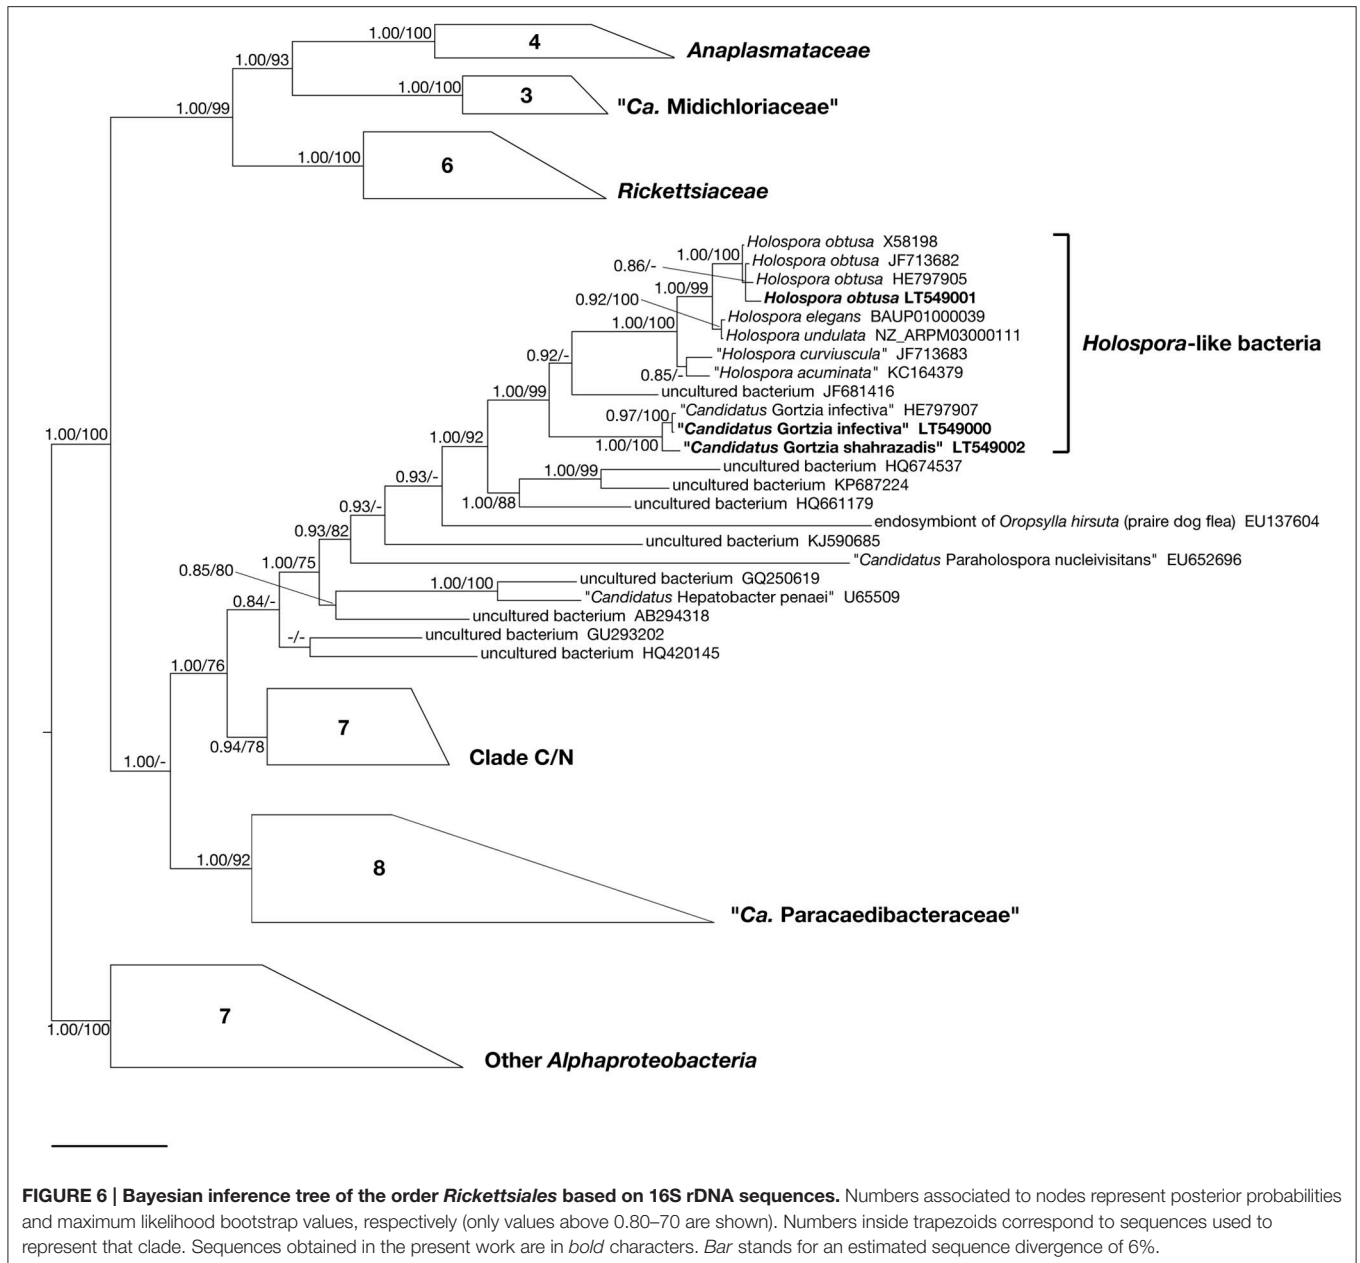 1.00/100
4
Anaplasmataceae
1.00/93
1.00/100
3
"Ca. Midichloriaceae"
1.00/99
1.00/100
6
Rickettsiaceae
Holospora obtusa X58198
1.00/100
Holospora obtusa JF713682
0.86/-
Holospora obtusa HE797905
1.00/99
Holospora obtusa LT549001
0.92/100
Holospora elegans BAUP01000039
1.00/100
Holospora undulata NZ_ARPM03000111
Holospora-like bacteria
0.92/-
"Holospora curviuscula" JF713683
0.85/-
"Holospora acuminata" KC164379
1.00/99
uncultured bacterium JF681416
0.97/100
"Candidatus Gortzia infectiva" HE797907
"Candidatus Gortzia infectiva" LT549000
1.00/100
1.00/92
1.00/100
"Candidatus Gortzia shahrazadis" LT549002
1.00/99
uncultured bacterium HQ674537
0.93/-
uncultured bacterium KP687224
1.00/88
uncultured bacterium HQ661179
0.93/-
endosymbiont of Oropsylla hirsuta (praire dog flea) EU137604
0.93/82
uncultured bacterium KJ590685
1.00/75
"Candidatus Paraholospora nucleivisitans" EU652696
0.85/80
1.00/100
uncultured bacterium GQ250619
"Candidatus Hepatobacter penaei" U65509
0.84/-
uncultured bacterium AB294318
-/-
uncultured bacterium GU293202
uncultured bacterium HQ420145
1.00/76
7
0.94/78
Clade C/N
1.00/-
1.00/92
8
"Ca. Paracaedibacteraceae"
7
1.00/100
Other Alphaproteobacteria
FIGURE 6 | Bayesian inference tree of the order Rickettsiales based on 16S rDNA sequences. Numbers associated to nodes represent posterior probabilities
and maximum likelihood bootstrap values, respectively (only values above 0.80–70 are shown). Numbers inside trapezoids correspond to sequences used to
represent that clade. Sequences obtained in the present work are in bold characters. Bar stands for an estimated sequence divergence of 6%.